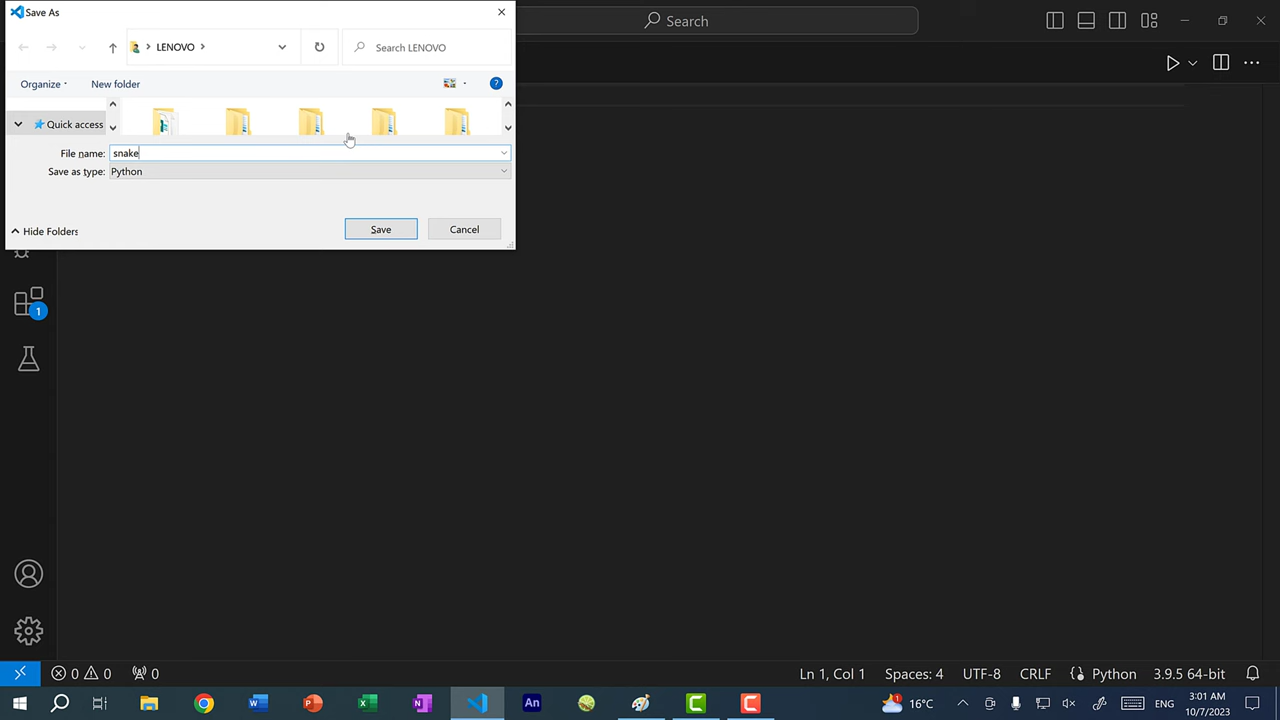 Save As
LENOVO
Search LENOVO
Search
Organize
New folder
?
Quick access
File name: snake
Save as type: Python
Hide Folders
Save
Cancel
1
0 0 0
Ln 1, Col 1
Spaces: 4
UTF-8
CRLF
Python
3.9.5 64-bit
An
16°C
ENG
3:01 AM
10/7/2023